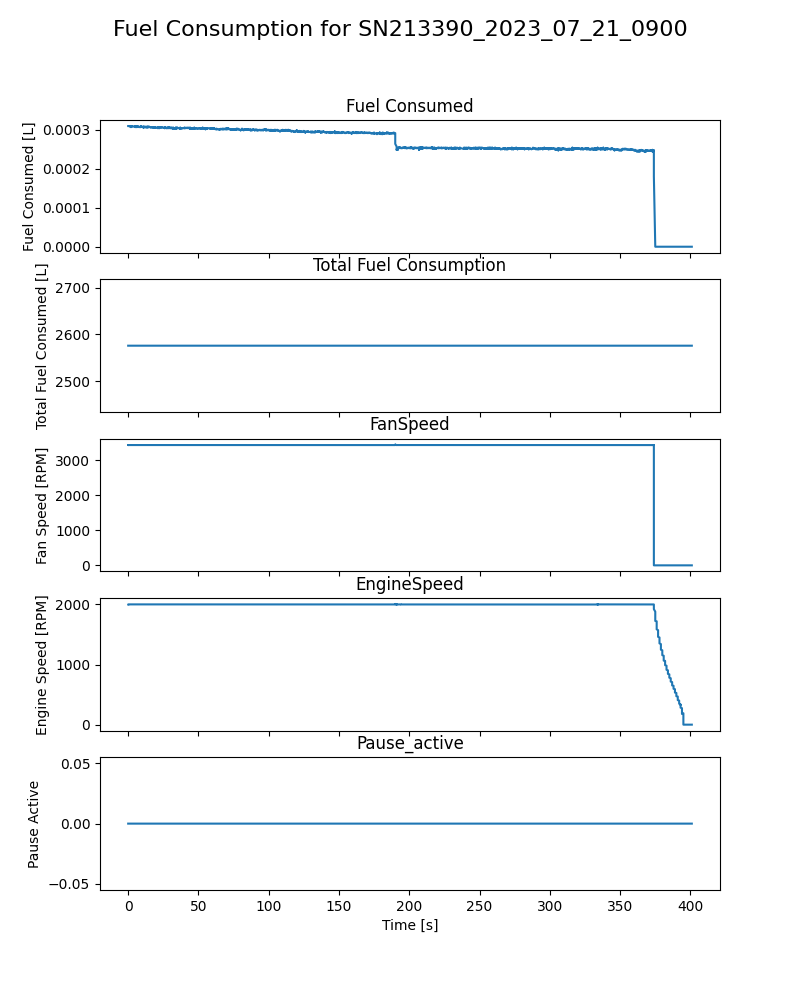 Fuel Consumption for SN213390_2023_07_21_0900
Fuel Consumed
Fuel Consumed [L]
0.0003
0.0002
0.0001
0.0000
Total Fuel Consumption
Total Fuel Consumed [L]
2700
2600
2500
FanSpeed
Fan Speed [RPM]
3000
2000
1000
0
EngineSpeed
Engine Speed [RPM]
2000
1000
0
Pause_active
Pause Active
0.05
0.00
−0.05
0 50 100 150 200 250 300 350 400
Time [s]